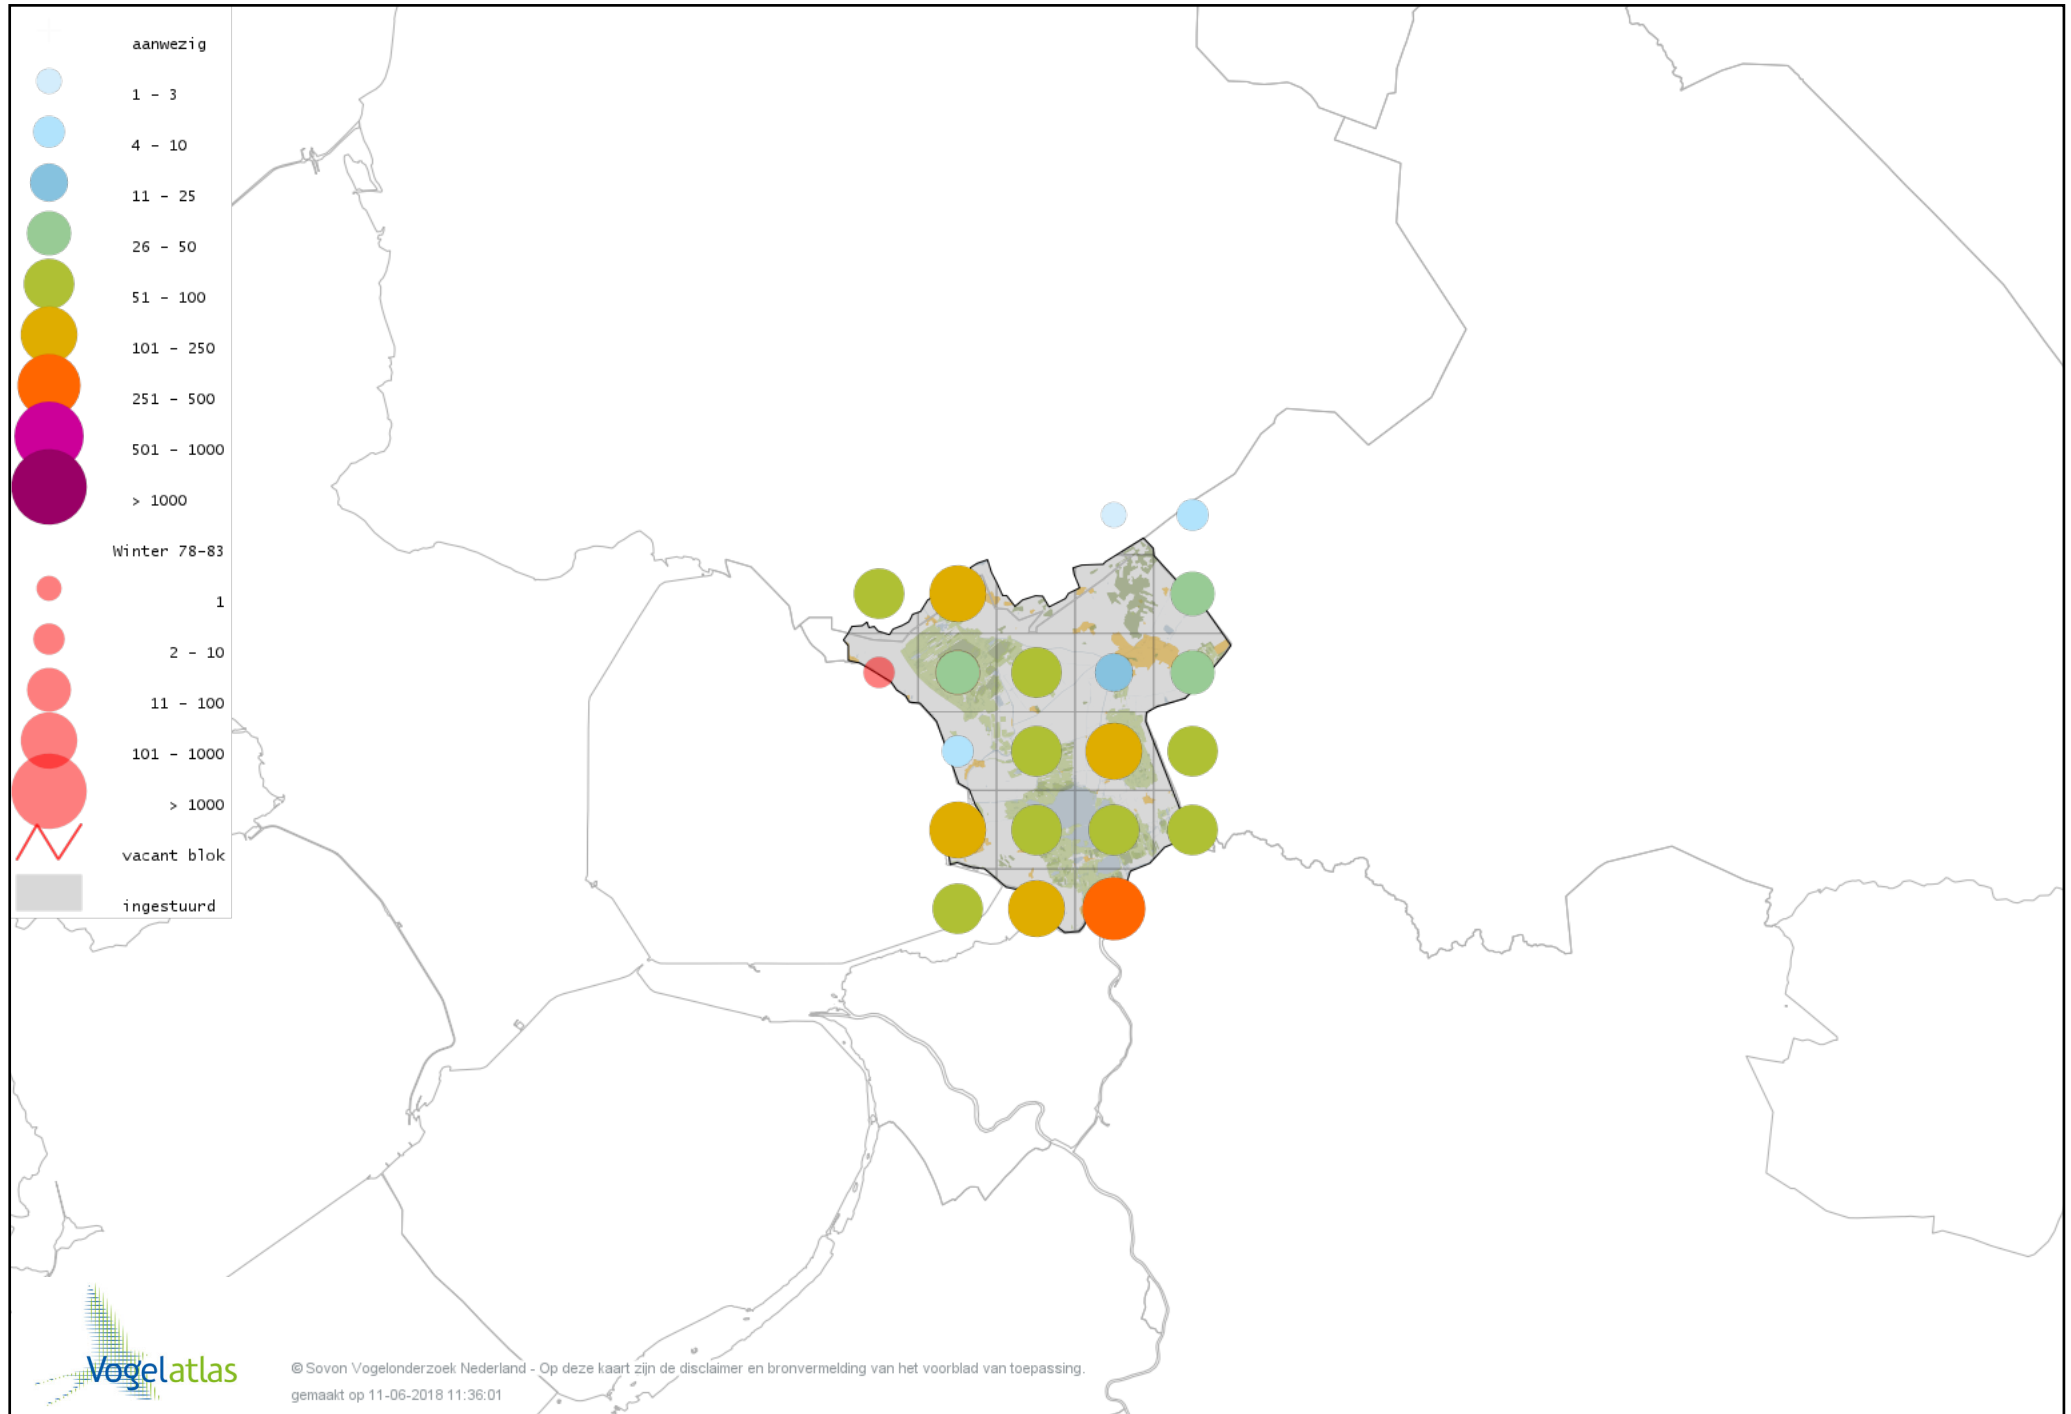 aanwezig
1 - 3
4 - 10
11 - 25
26 - 50
51 - 100
101 - 250
251 - 500
501 - 1000
> 1000
Winter 78-83
1
2 - 10
11 - 100
101 - 1000
> 1000
vacant blok
ingestuurd
Vogelatlas
© Sovon Vogelonderzoek Nederland - Op deze kaart zijn de disclaimer en bronvermelding van het voorblad van toepassing.
gemaakt op 11-06-2018 11:36:01